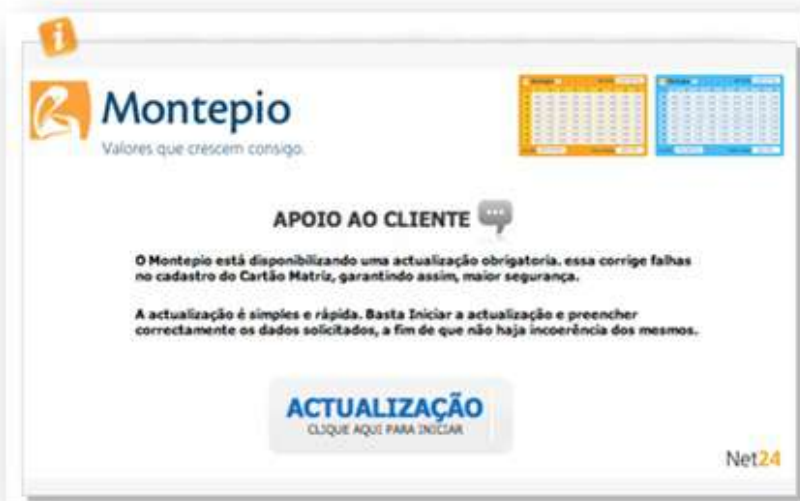 Montepio
Valores que crescem consigo.
APOIO AO CLIENTE
O Montepio está disponibilizando uma actualização obrigatoria. essa corrige falhas
no cadastro do Cartão Matriz, garantindo assim, maior segurança.
A actualização é simples e rápida. Basta Iniciar a actualização e preencher
correctamente os dados solicitados, a fim de que não haja incoerência dos mesmos.
ACTUALIZAÇÃO
CLIQUE AQUI PARA INICIAR
Net24